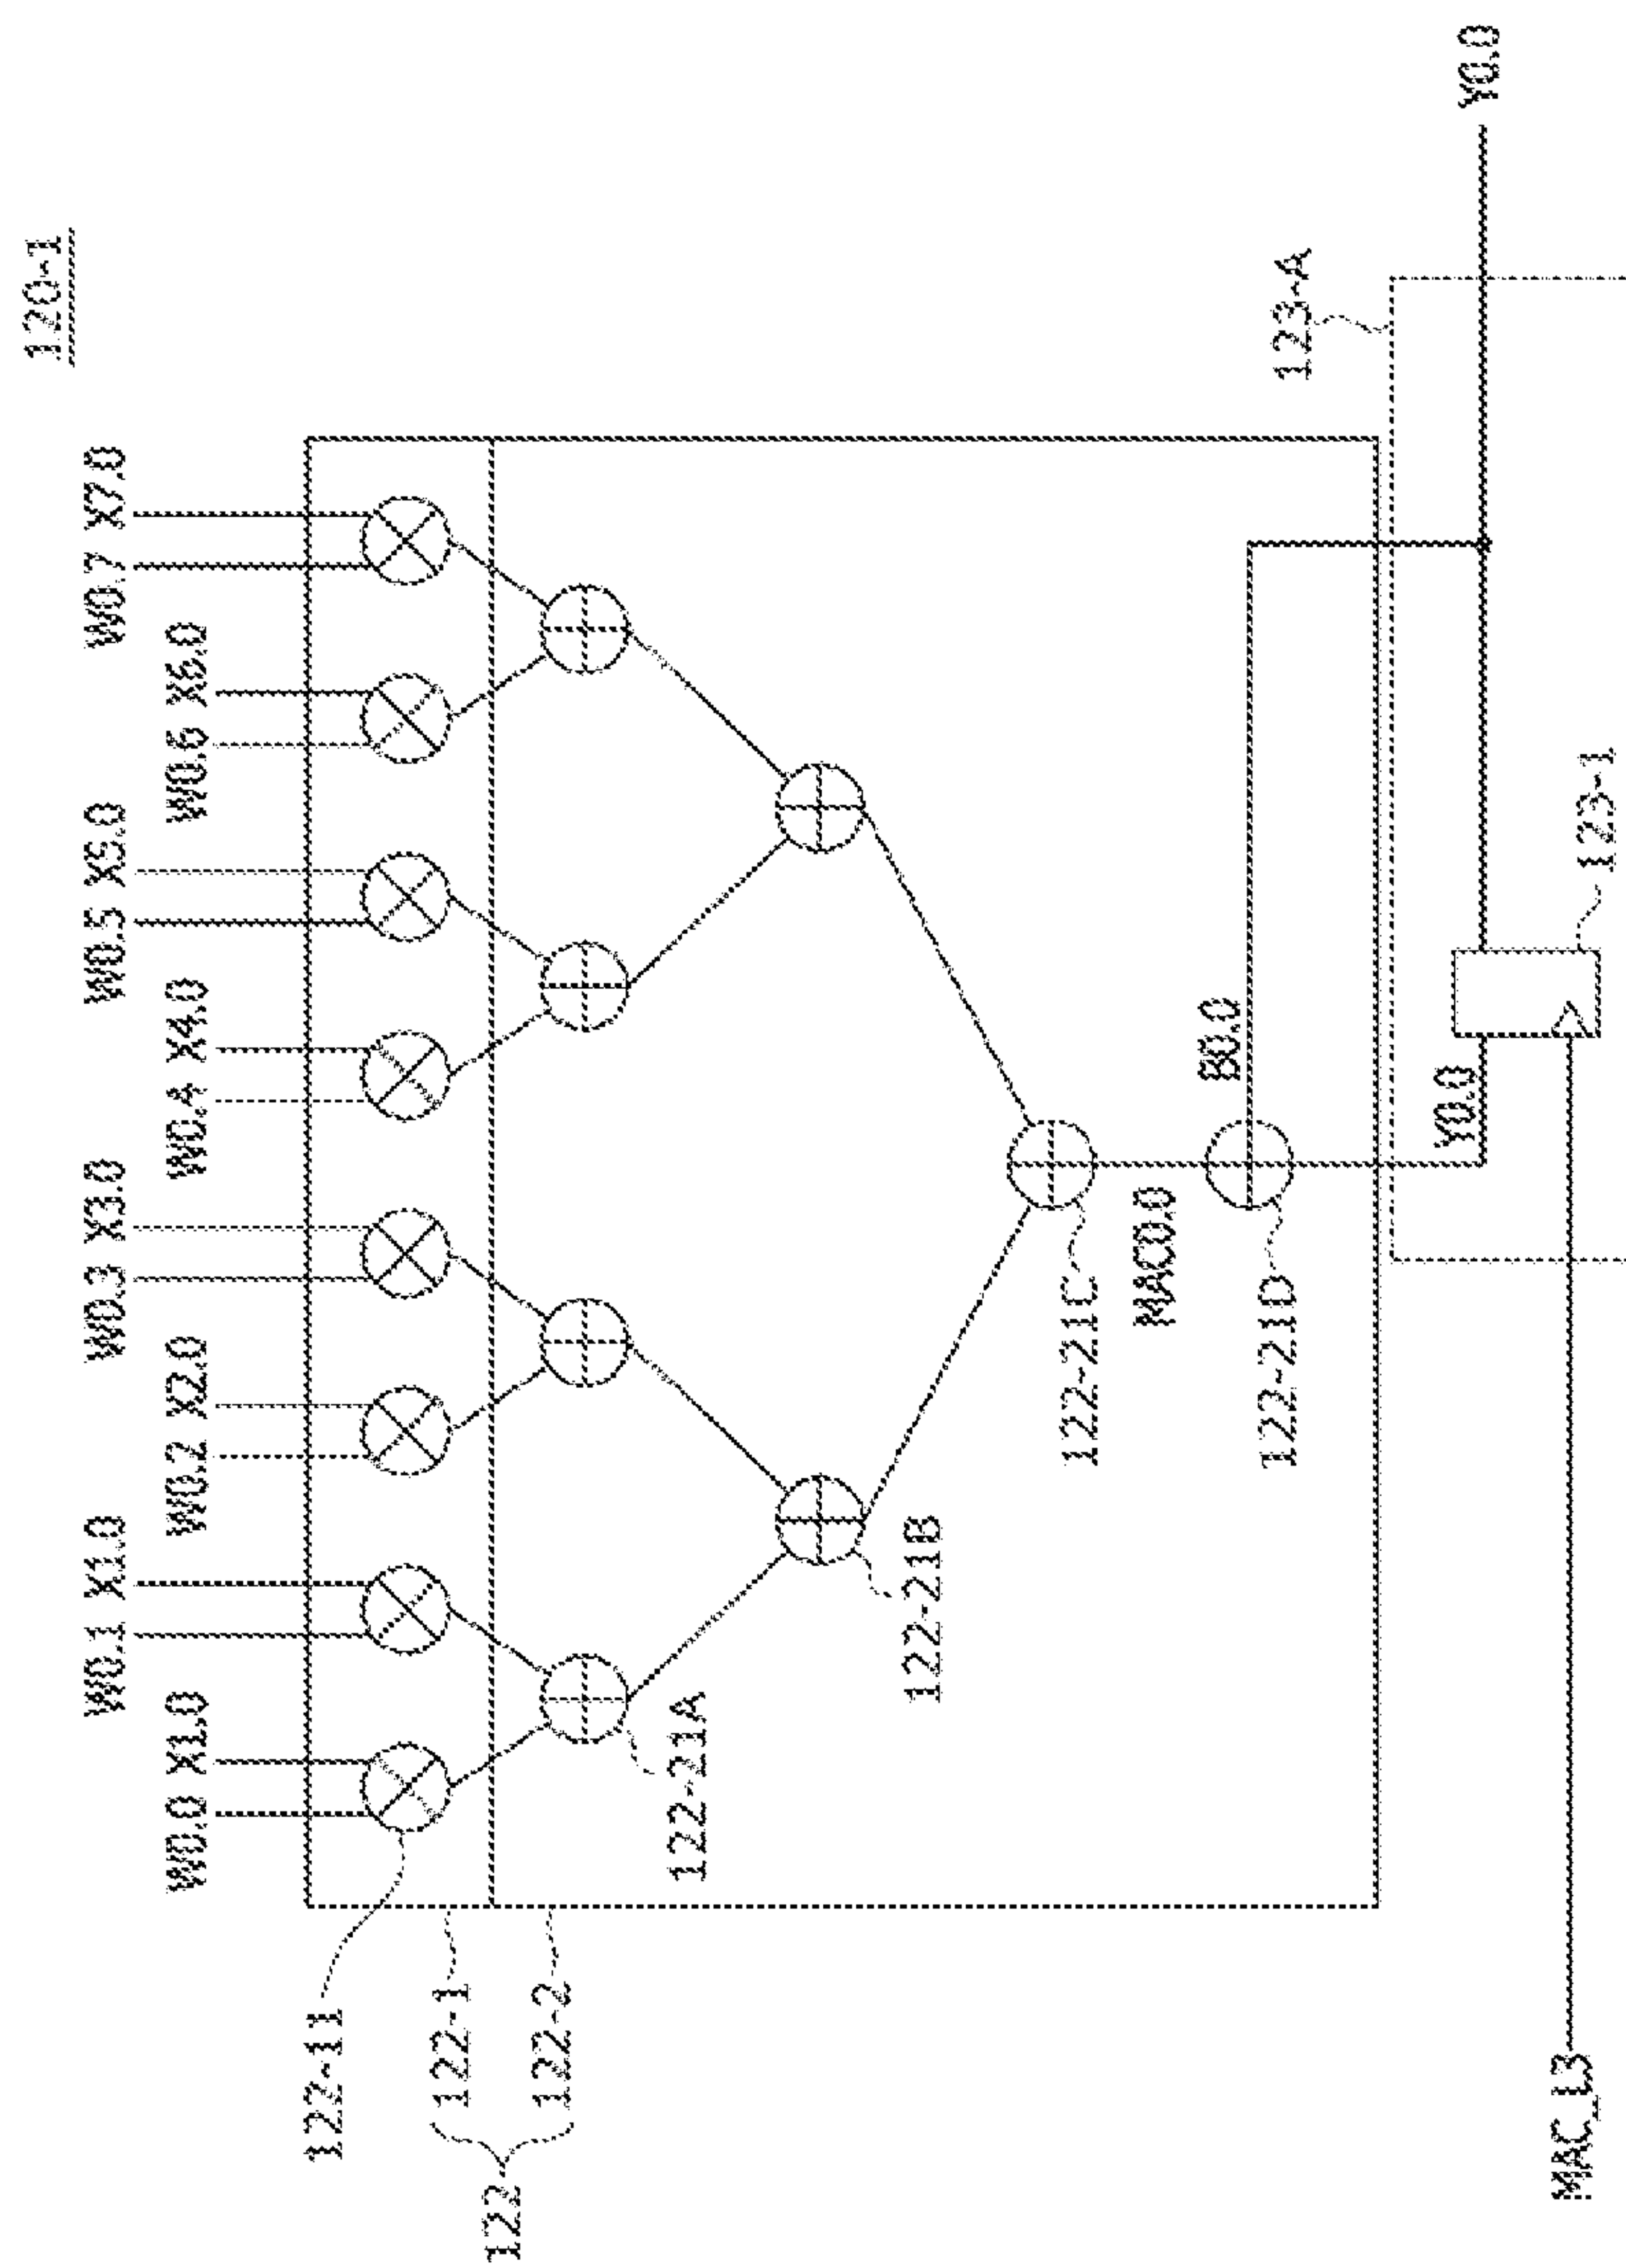 120-1
W0.1 X1.0
W0.3 X3.0
W0.5 X5.0
W0.7 X7.0
W0.0 X1.0
W0.2 X2.0
W0.4 X4.0
W0.6 X6.0
122-11
122-1
122-2
122
122-21A
122-21B
122-21C
MAC0.0
B0.0
122-21D
123-A
Y0.0
Y0.0
123-1
MAC_L3